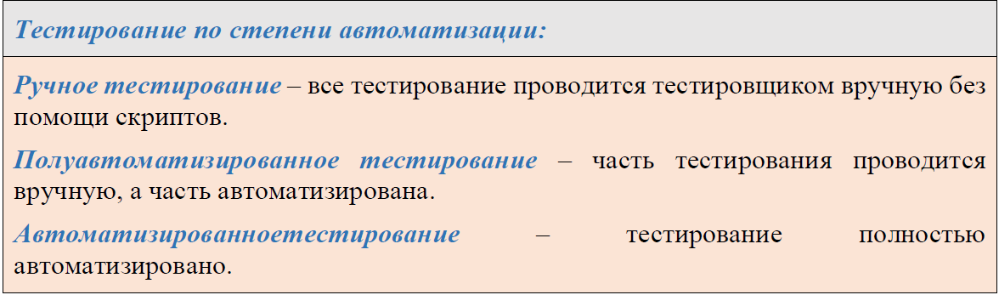 Тестирование по степени автоматизации:
Ручное тестирование – все тестирование проводится тестировщиком вручную без
помощи скриптов.
Полуавтоматизированное тестирование – часть тестирования проводится
вручную, а часть автоматизирована.
Автоматизированноетестирование – тестирование полностью
автоматизировано.